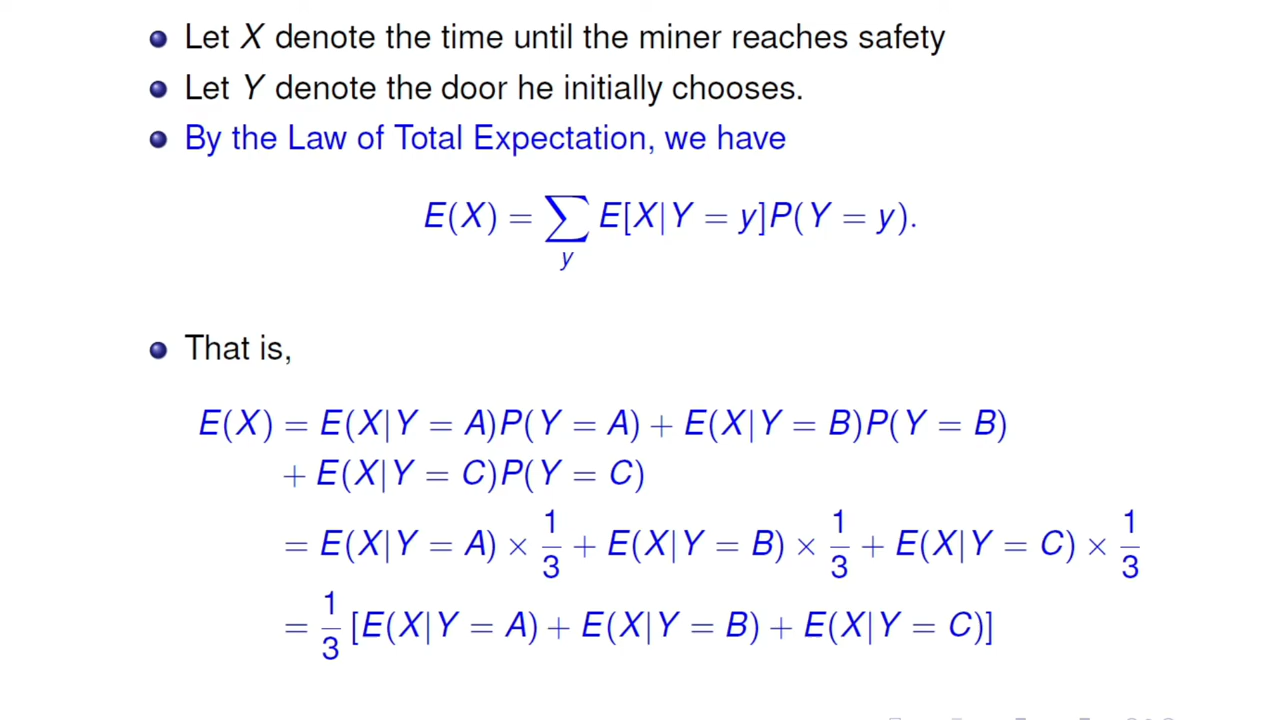 Let X denote the time until the miner reaches safety
Let Y denote the door he initially chooses.
By the Law of Total Expectation, we have
E(X) = ∑_y E[X|Y = y]P(Y = y).
That is,
E(X) = E(X|Y = A)P(Y = A) + E(X|Y = B)P(Y = B)
+ E(X|Y = C)P(Y = C)
= E(X|Y = A) × 1/3 + E(X|Y = B) × 1/3 + E(X|Y = C) × 1/3
= 1/3 [E(X|Y = A) + E(X|Y = B) + E(X|Y = C)]